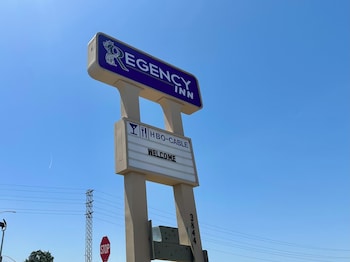 REGENCY
INN
HBO-CABLE
WELCOME
STOP